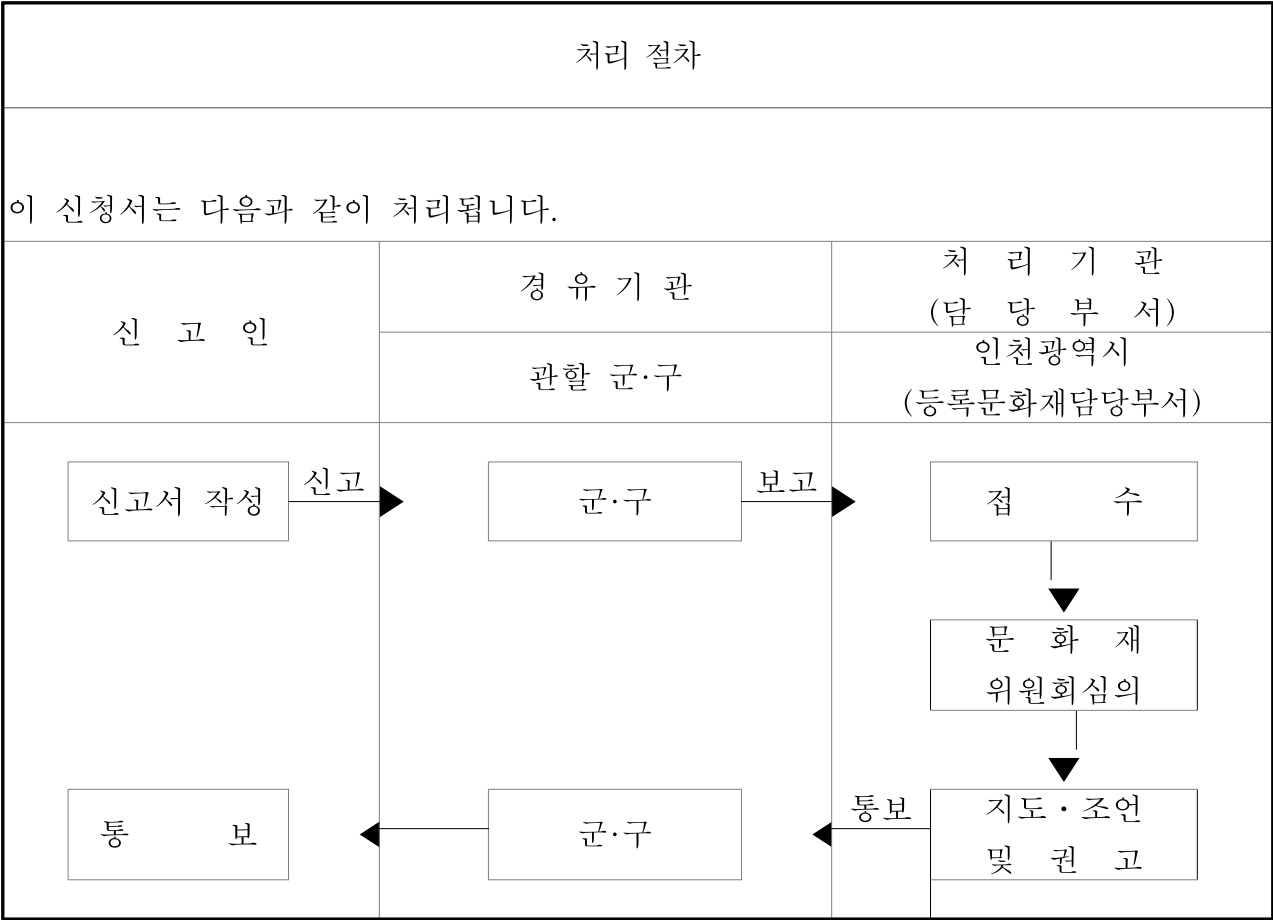 처리 절차
이 신청서는 다음과 같이 처리됩니다.
신 고 인
경 유 기 관
처 리 기 관
(담 당 부 서)
관할 군·구
인천광역시
(등록문화재담당부서)
신고서 작성
신고
군·구
보고
접 수
문 화 재
위원회심의
통 보
군·구
통보
지도·조언
및 권 고